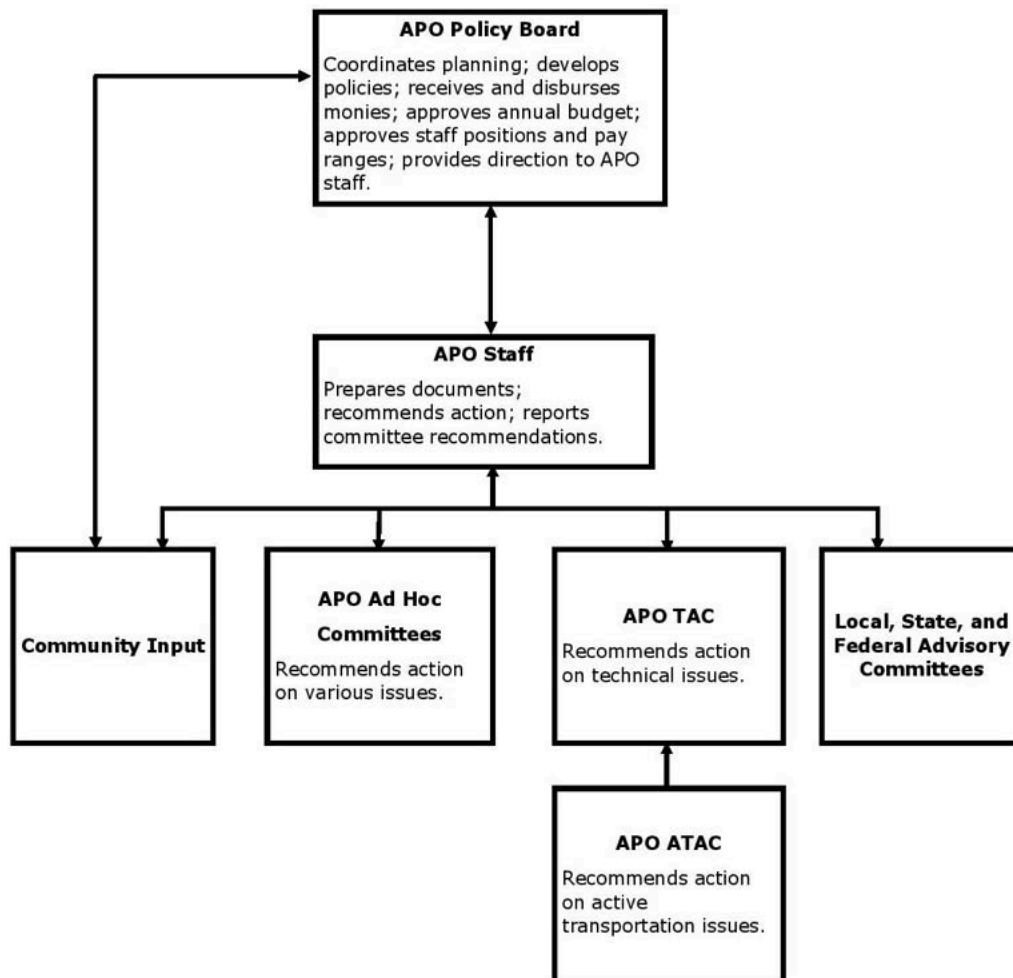 APO Policy Board
Coordinates planning; develops
policies; receives and disburses
monies; approves annual budget;
approves staff positions and pay
ranges; provides direction to APO
staff.
APO Staff
Prepares documents;
recommends action; reports
committee recommendations.
Community Input
APO Ad Hoc
Committees
Recommends action
on various issues.
APO TAC
Recommends action
on technical issues.
Local, State, and
Federal Advisory
Committees
APO ATAC
Recommends action
on active
transportation issues.